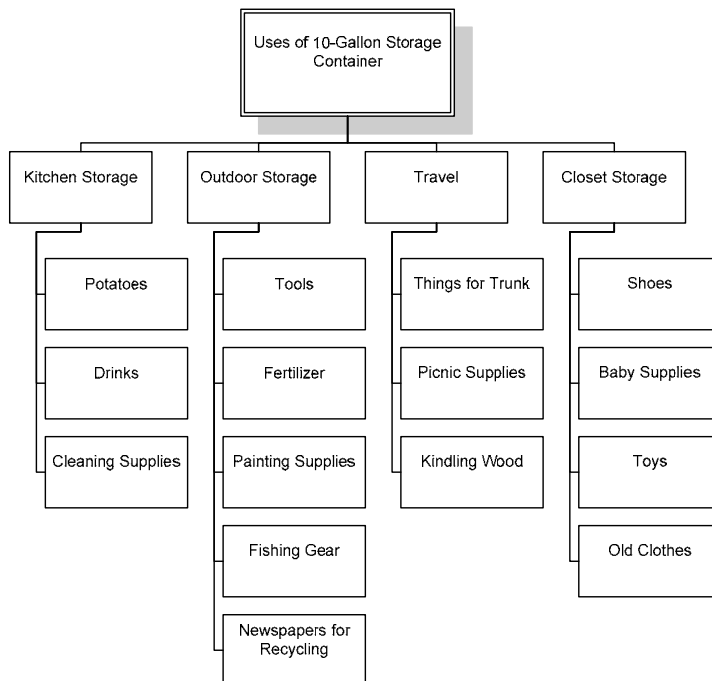 Uses of 10-Gallon Storage
Container
Kitchen Storage
Outdoor Storage
Travel
Closet Storage
Potatoes
Tools
Things for Trunk
Shoes
Drinks
Fertilizer
Picnic Supplies
Baby Supplies
Cleaning Supplies
Painting Supplies
Kindling Wood
Toys
Fishing Gear
Old Clothes
Newspapers for
Recycling